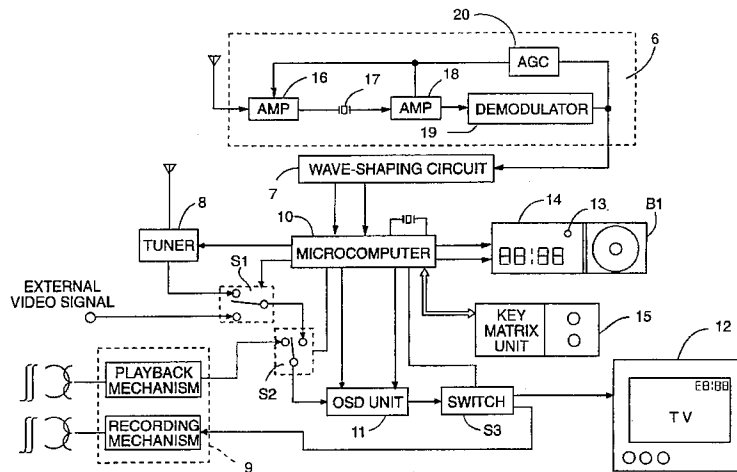 20
6
AGC
16
17
18
AMP
AMP
DEMODULATOR
19
WAVE-SHAPING CIRCUIT
7
8
10
14
13
B1
TUNER
MICROCOMPUTER
88:88
S1
EXTERNAL
VIDEO SIGNAL
KEY
MATRIX
UNIT
15
12
PLAYBACK
MECHANISM
S2
E8:88
TV
OSD UNIT
SWITCH
11
S3
RECORDING
MECHANISM
9